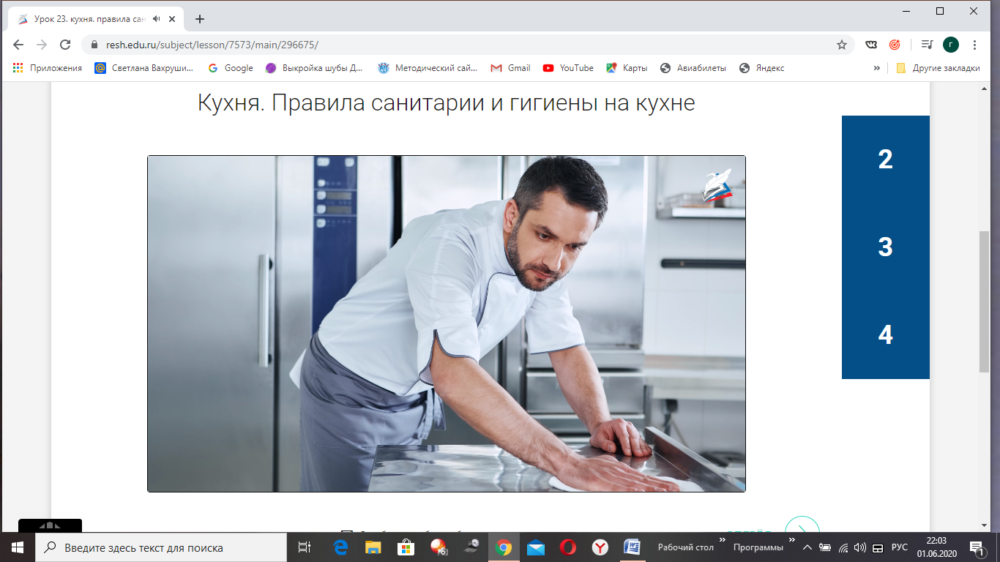 Урок 23. кухня. правила сан
resh.edu.ru/subject/lesson/7573/main/296675/
г
Приложения
Светлана Вахруши...
Google
Выкройка шубы Д...
Методический сай...
Gmail
YouTube
Карты
Авиабилеты
Яндекс
»
Другие закладки
Кухня. Правила санитарии и гигиены на кухне
2
3
4
Введите здесь текст для поиска
Рабочий стол
»
Программы
»
РУС
22:03
01.06.2020
1